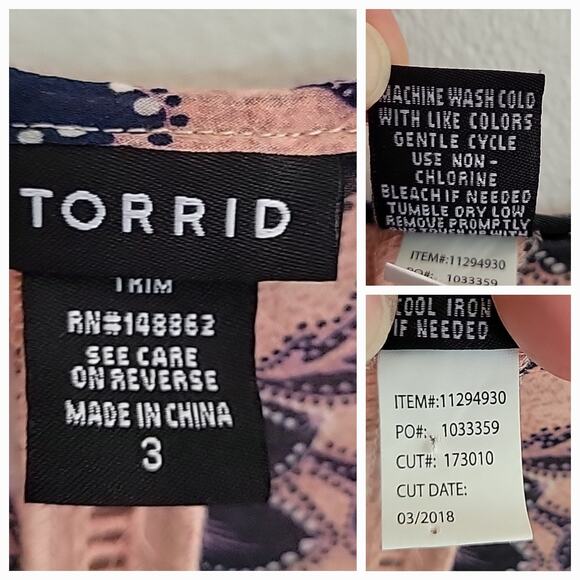 TORRID
TRIM
RN#148862
SEE CARE
ON REVERSE
MADE IN CHINA
3
MACHINE WASH COLD
WITH LIKE COLORS
GENTLE CYCLE
USE NON-
CHLORINE
BLEACH IF NEEDED
TUMBLE DRY LOW
REMOVE PROMPTLY
ITEM#:11294930
PO#: 1033359
COOL IRON
IF NEEDED
ITEM#:11294930
PO#: 1033359
CUT#: 173010
CUT DATE:
03/2018